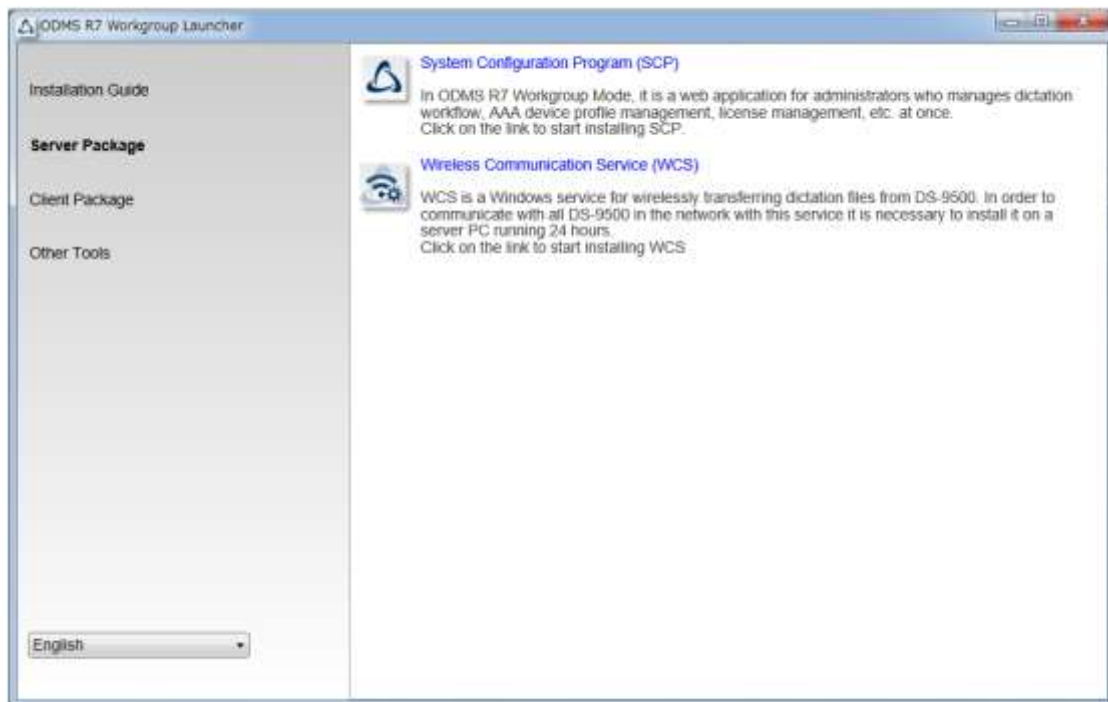 ODMS R7 Workgroup Launcher
Installation Guide
Server Package
Client Package
Other Tools
English
System Configuration Program (SCP)
In ODMS R7 Workgroup Mode, it is a web application for administrators who manages dictation
workflow, AAA device profile management, license management, etc. at once.
Click on the link to start installing SCP.
Wireless Communication Service (WCS)
WCS is a Windows service for wirelessly transferring dictation files from DS-9500. In order to
communicate with all DS-9500 in the network with this service it is necessary to install it on a
server PC running 24 hours.
Click on the link to start installing WCS